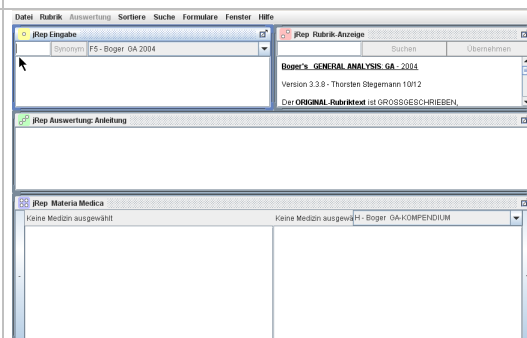 Datei Rubrik Auswertung Sortiere Suche Formulare Fenster Hilfe
jRep Eingabe
Synonym F5 - Boger GA 2004
jRep Rubrik-Anzeige
Suchen Übernehmen
Boger's GENERAL ANALYSIS: GA - 2004
Version 3.3.8 - Thorsten Stegemann 10/12
Der ORIGINAL-Rubriktext ist GROSSGESCHRIEBEN,
jRep Auswertung: Anleitung
jRep Materia Medica
Keine Medizin ausgewählt Keine Medizin ausgewä H - Boger GA-KOMPENDIUM